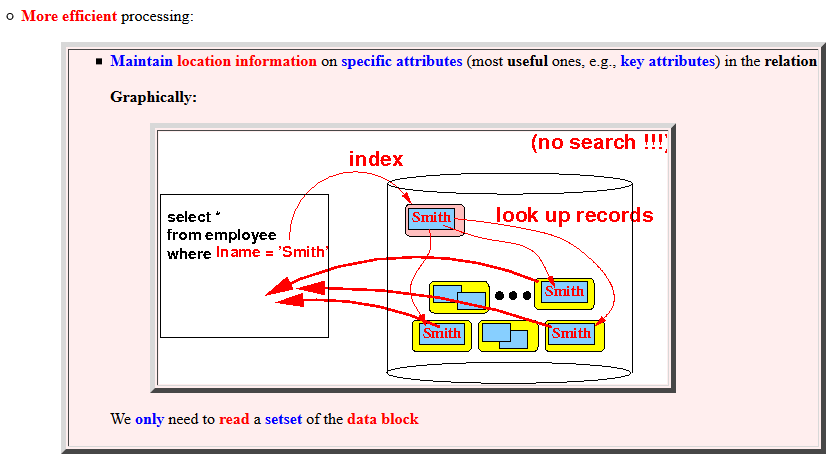 More efficient processing:
Maintain location information on specific attributes (most useful ones, e.g., key attributes) in the relation
Graphically:
(no search !!!)
index
select *
from employee
where lname = 'Smith'
Smith
look up records
Smith
Smith
Smith
We only need to read a setset of the data block